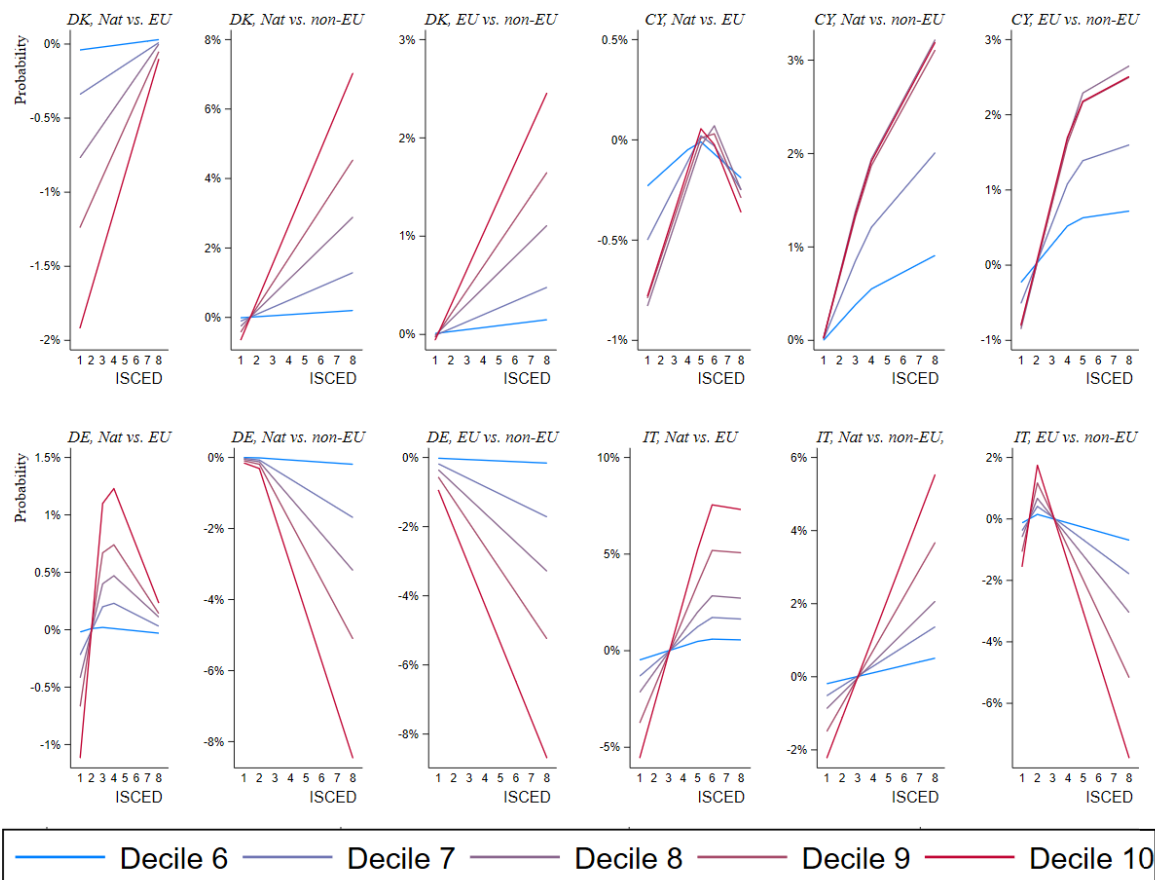 DK, Nat vs. EU
DK, Nat vs. non-EU
DK, EU vs. non-EU
CY, Nat vs. EU
CY, Nat vs. non-EU
CY, EU vs. non-EU
Probability
0%
-0.5%
-1%
-1.5%
-2%
8%
6%
4%
2%
0%
3%
2%
1%
0%
0.5%
0%
-0.5%
-1%
3%
2%
1%
0%
3%
2%
1%
0%
-1%
1 2 3 4 5 6 7 8
1 2 3 4 5 6 7 8
1 2 3 4 5 6 7 8
1 2 3 4 5 6 7 8
1 2 3 4 5 6 7 8
1 2 3 4 5 6 7 8
ISCED
ISCED
ISCED
ISCED
ISCED
ISCED
DE, Nat vs. EU
DE, Nat vs. non-EU
DE, EU vs. non-EU
IT, Nat vs. EU
IT, Nat vs. non-EU,
IT, EU vs. non-EU
Probability
1.5%
1%
0.5%
0%
-0.5%
-1%
0%
-2%
-4%
-6%
-8%
0%
-2%
-4%
-6%
-8%
10%
5%
0%
-5%
6%
4%
2%
0%
-2%
2%
0%
-2%
-4%
-6%
1 2 3 4 5 6 7 8
1 2 3 4 5 6 7 8
1 2 3 4 5 6 7 8
1 2 3 4 5 6 7 8
1 2 3 4 5 6 7 8
1 2 3 4 5 6 7 8
ISCED
ISCED
ISCED
ISCED
ISCED
ISCED
Decile 6
Decile 7
Decile 8
Decile 9
Decile 10